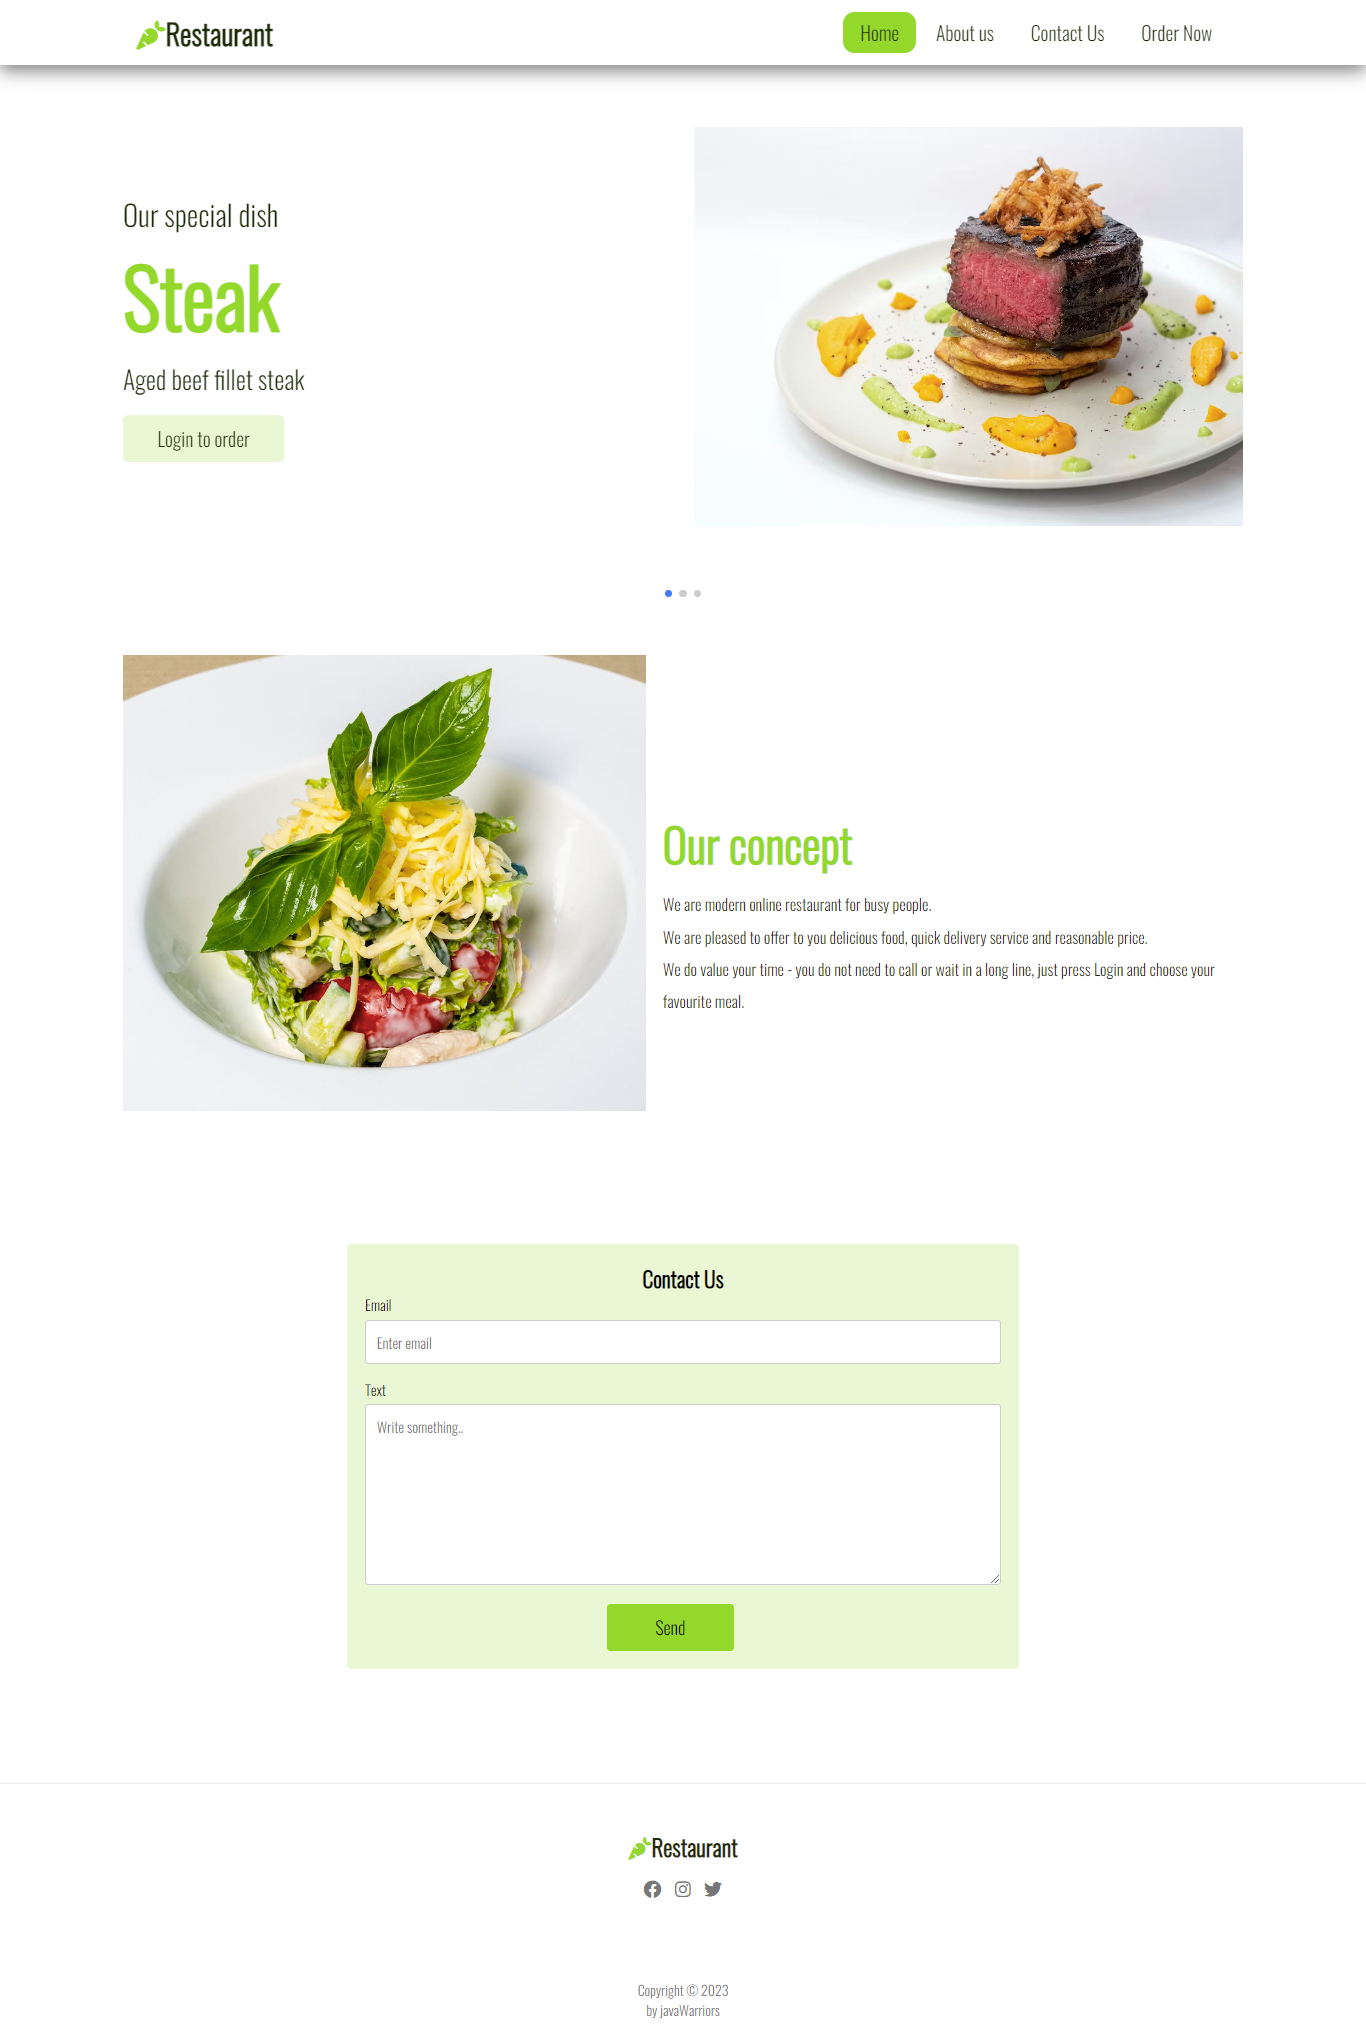 Restaurant
Home
About us
Contact Us
Order Now
Our special dish
Steak
Aged beef fillet steak
Login to order
Our concept
We are modern online restaurant for busy people.
We are pleased to offer to you delicious food, quick delivery service and reasonable price.
We do value your time - you do not need to call or wait in a long line, just press Login and choose your
favourite meal.
Contact Us
Email
Enter email
Text
Write something..
Send
Restaurant
Copyright © 2023
by javaWarriors